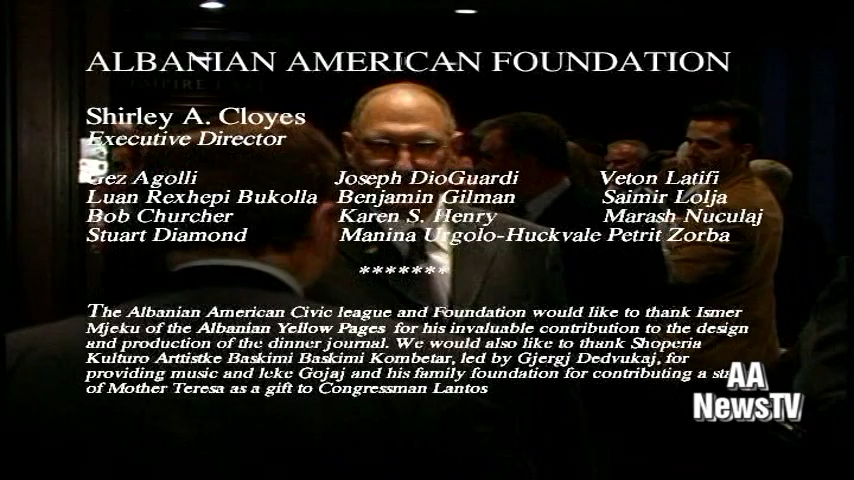 ALBANIAN AMERICAN FOUNDATION
Shirley A. Cloyes
Executive Director
Gez Agolli Joseph DioGuardi Veton Latifi
Luan Rexhepi Bukolla Benjamin Gilman Saimir Lolja
Bob Churcher Karen S. Henry Marash Nuculaj
Stuart Diamond Manina Urgolo-Huckvale Petrit Zorba
*******
The Albanian American Civic league and Foundation would like to thank Ismer
Mjeku of the Albanian Yellow Pages for his invaluable contribution to the design
and production of the dinner journal. We would also like to thank Shoperia
Kulturo Arttistke Baskimi Baskimi Kombetar, led by Gjergj Dedvukaj, for
providing music and leke Gojaj and his family foundation for contributing a
of Mother Teresa as a gift to Congressman Lantos
AA
NewsTV